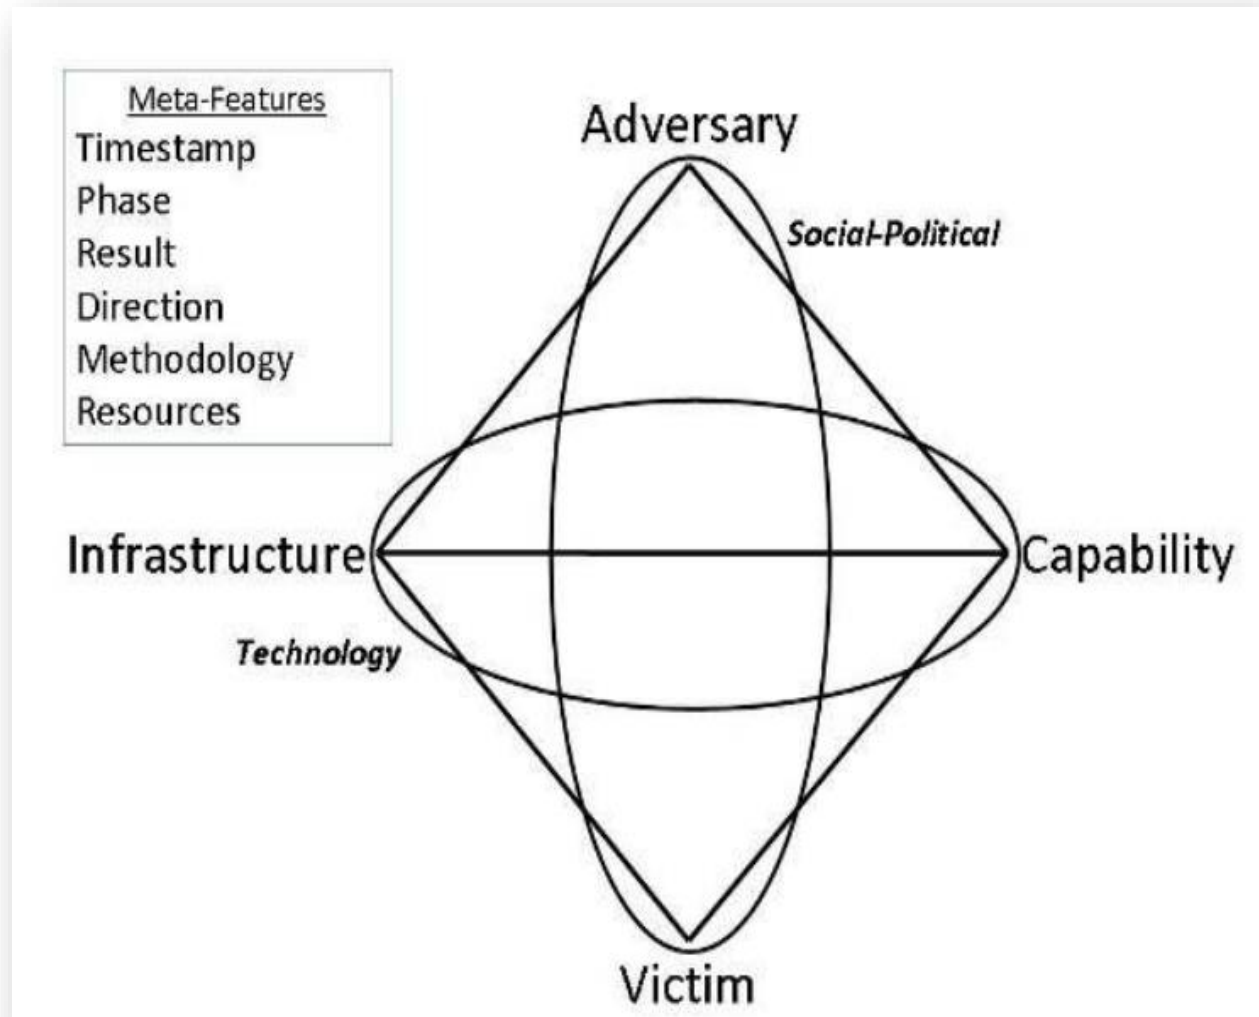 Meta-Features
Timestamp
Phase
Result
Direction
Methodology
Resources
Adversary
Social-Political
Infrastructure
Capability
Technology
Victim